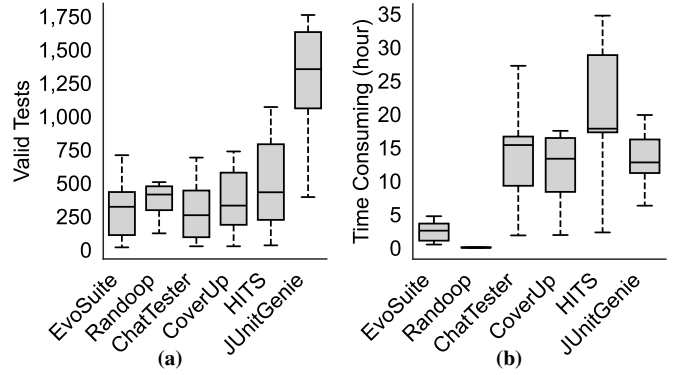 Valid Tests
1,750
1,500
1,250
1,000
750
500
250
0
EvoSuite
Randoop
ChatTester
CoverUp
HITS
JUnitGenie
(a)
Time Consuming (hour)
35
30
25
20
15
10
5
0
EvoSuite
Randoop
ChatTester
CoverUp
HITS
JUnitGenie
(b)